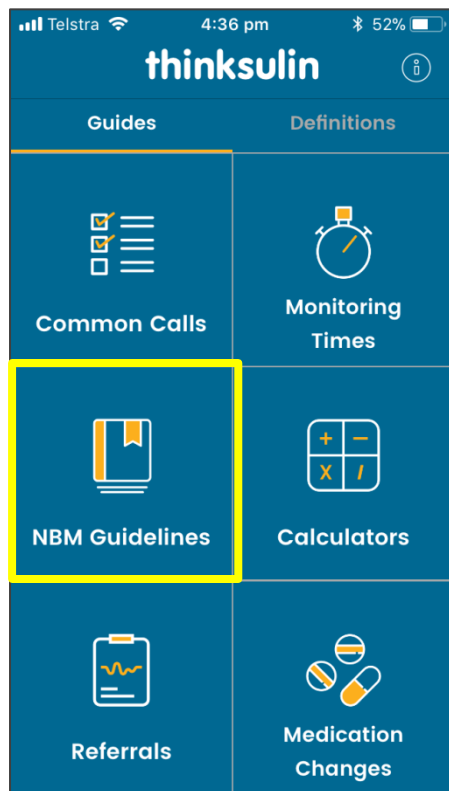 Telstra 4:36 pm 52%
thinksulin
i
Guides Definitions
Common Calls
Monitoring
Times
NBM Guidelines
+ −
X /
Calculators
Referrals
Medication
Changes